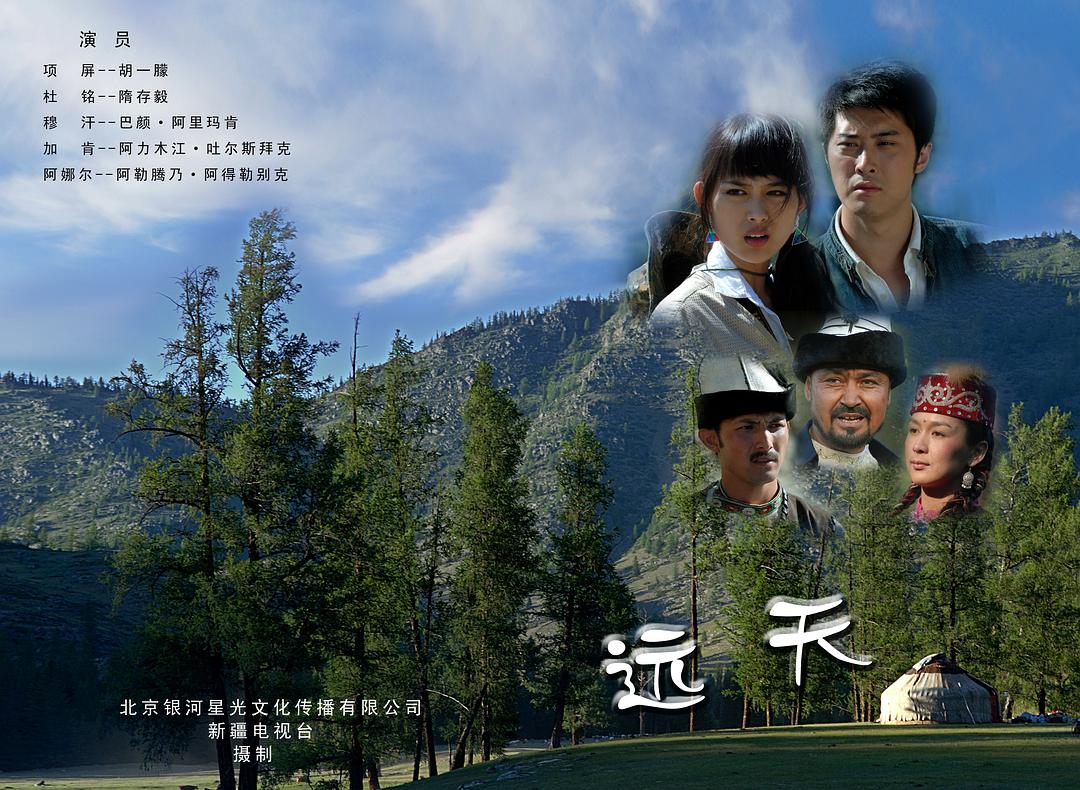 演 员
项 屏--胡一朦
杜 铭--隋存毅
穆 汗--巴颜·阿里玛肯
加 肯--阿力木江·吐尔斯拜克
阿娜尔--阿勒腾乃·阿得勒别克
远天
北京银河星光文化传播有限公司
新疆电视台
摄制